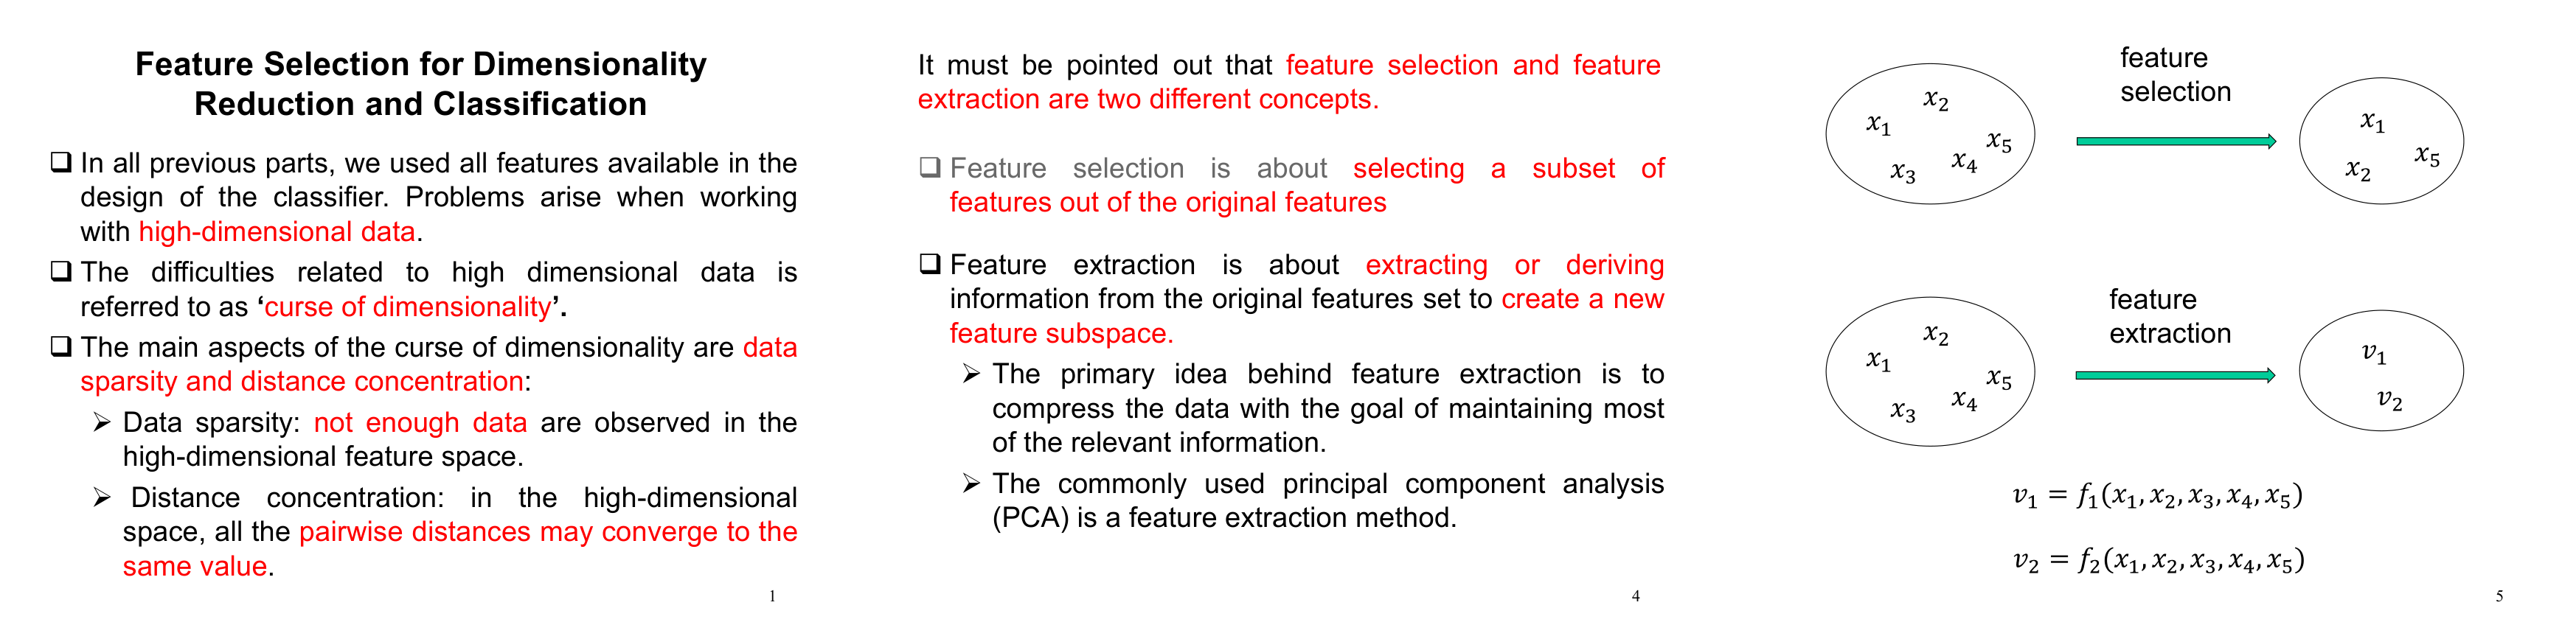 Feature Selection for Dimensionality
Reduction and Classification
❑ In all previous parts, we used all features available in the
design of the classifier. Problems arise when working
with high-dimensional data.
❑ The difficulties related to high dimensional data is
referred to as ‘curse of dimensionality’.
❑ The main aspects of the curse of dimensionality are data
sparsity and distance concentration:
➢ Data sparsity: not enough data are observed in the
high-dimensional feature space.
➢ Distance concentration: in the high-dimensional
space, all the pairwise distances may converge to the
same value.
1
It must be pointed out that feature selection and feature
extraction are two different concepts.
❑ Feature selection is about selecting a subset of
features out of the original features
❑ Feature extraction is about extracting or deriving
information from the original features set to create a new
feature subspace.
➢ The primary idea behind feature extraction is to
compress the data with the goal of maintaining most
of the relevant information.
➢ The commonly used principal component analysis
(PCA) is a feature extraction method.
4
feature
selection
x₂
x₁
x₅
x₄
x₃
x₁
x₅
x₂
feature
extraction
x₂
x₁
x₅
x₄
x₃
v₁
v₂
v₁ = f₁(x₁, x₂, x₃, x₄, x₅)
v₂ = f₂(x₁, x₂, x₃, x₄, x₅)
5